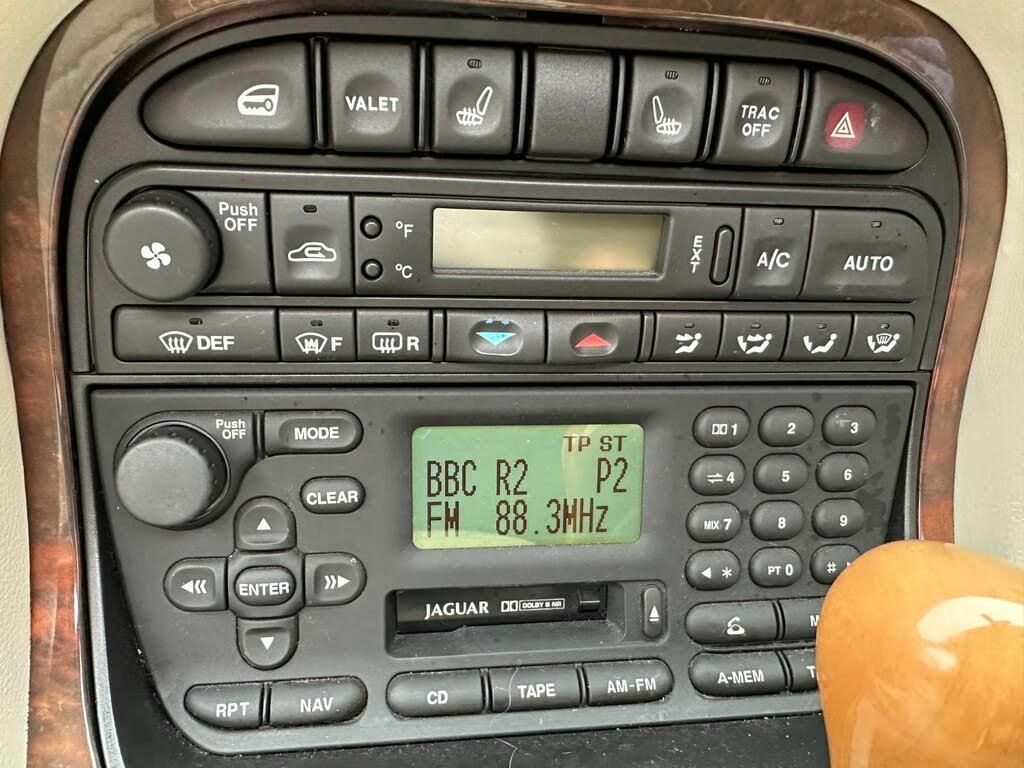 VALET
TRAC
OFF
Push
OFF
°F
°C
EXT
A/C
AUTO
DEF
F
R
Push
OFF
MODE
CLEAR
ENTER
TP ST
BBC R2 P2
FM 88.3MHz
1 2 3
4 5 6
MIX 7 8 9
* PT 0 #
JAGUAR DOLBY B NR
A-MEM
RPT NAV
CD TAPE AM-FM